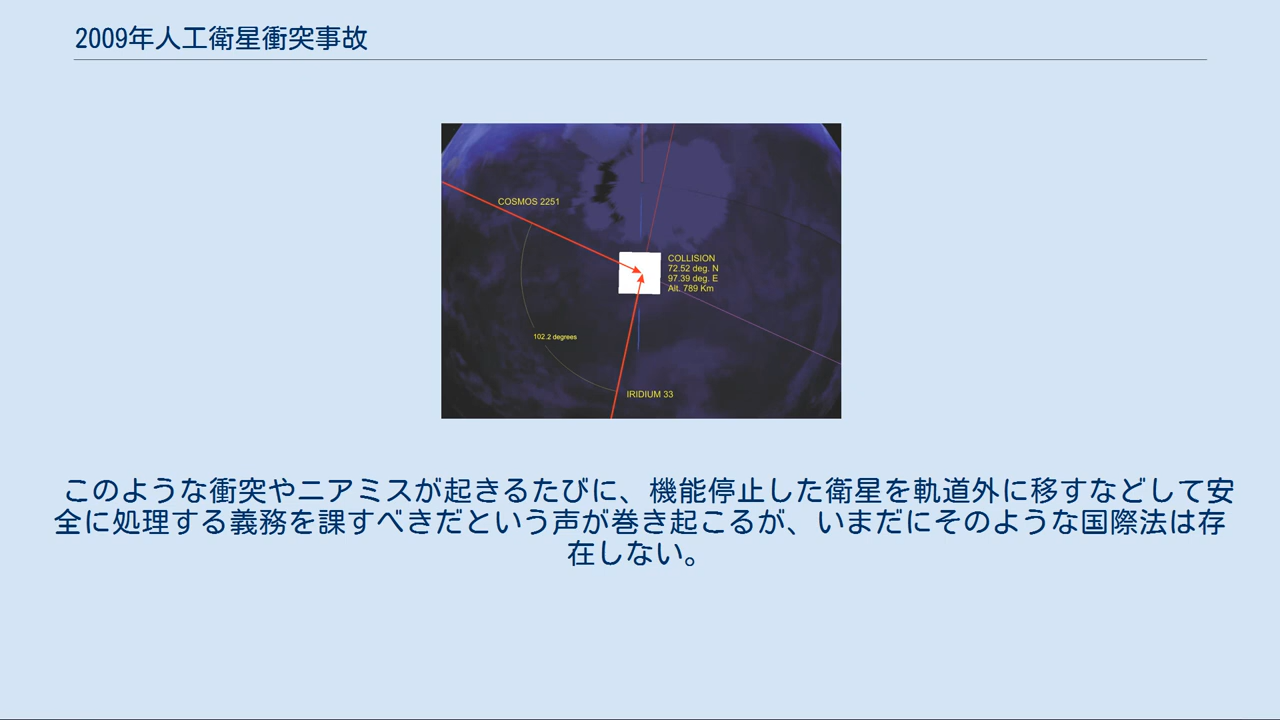 2009年人工衛星衝突事故
COSMOS 2251
COLLISION
72.52 deg. N
97.39 deg. E
Alt. 789 Km
102.2 degrees
IRIDIUM 33
このような衝突やニアミスが起きるたびに、機能停止した衛星を軌道外に移すなどして安
全に処理する義務を課すべきだという声が巻き起こるが、いまだにそのような国際法は存
在しない。